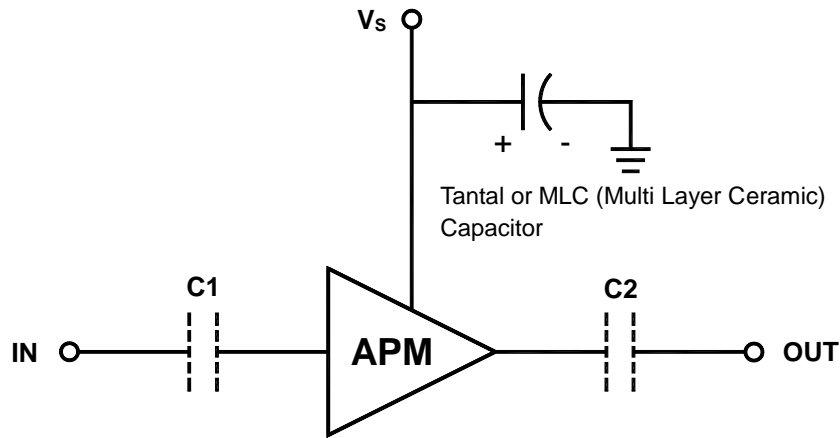 Vs
+ -
Tantal or MLC (Multi Layer Ceramic)
Capacitor
C1
C2
IN
APM
OUT